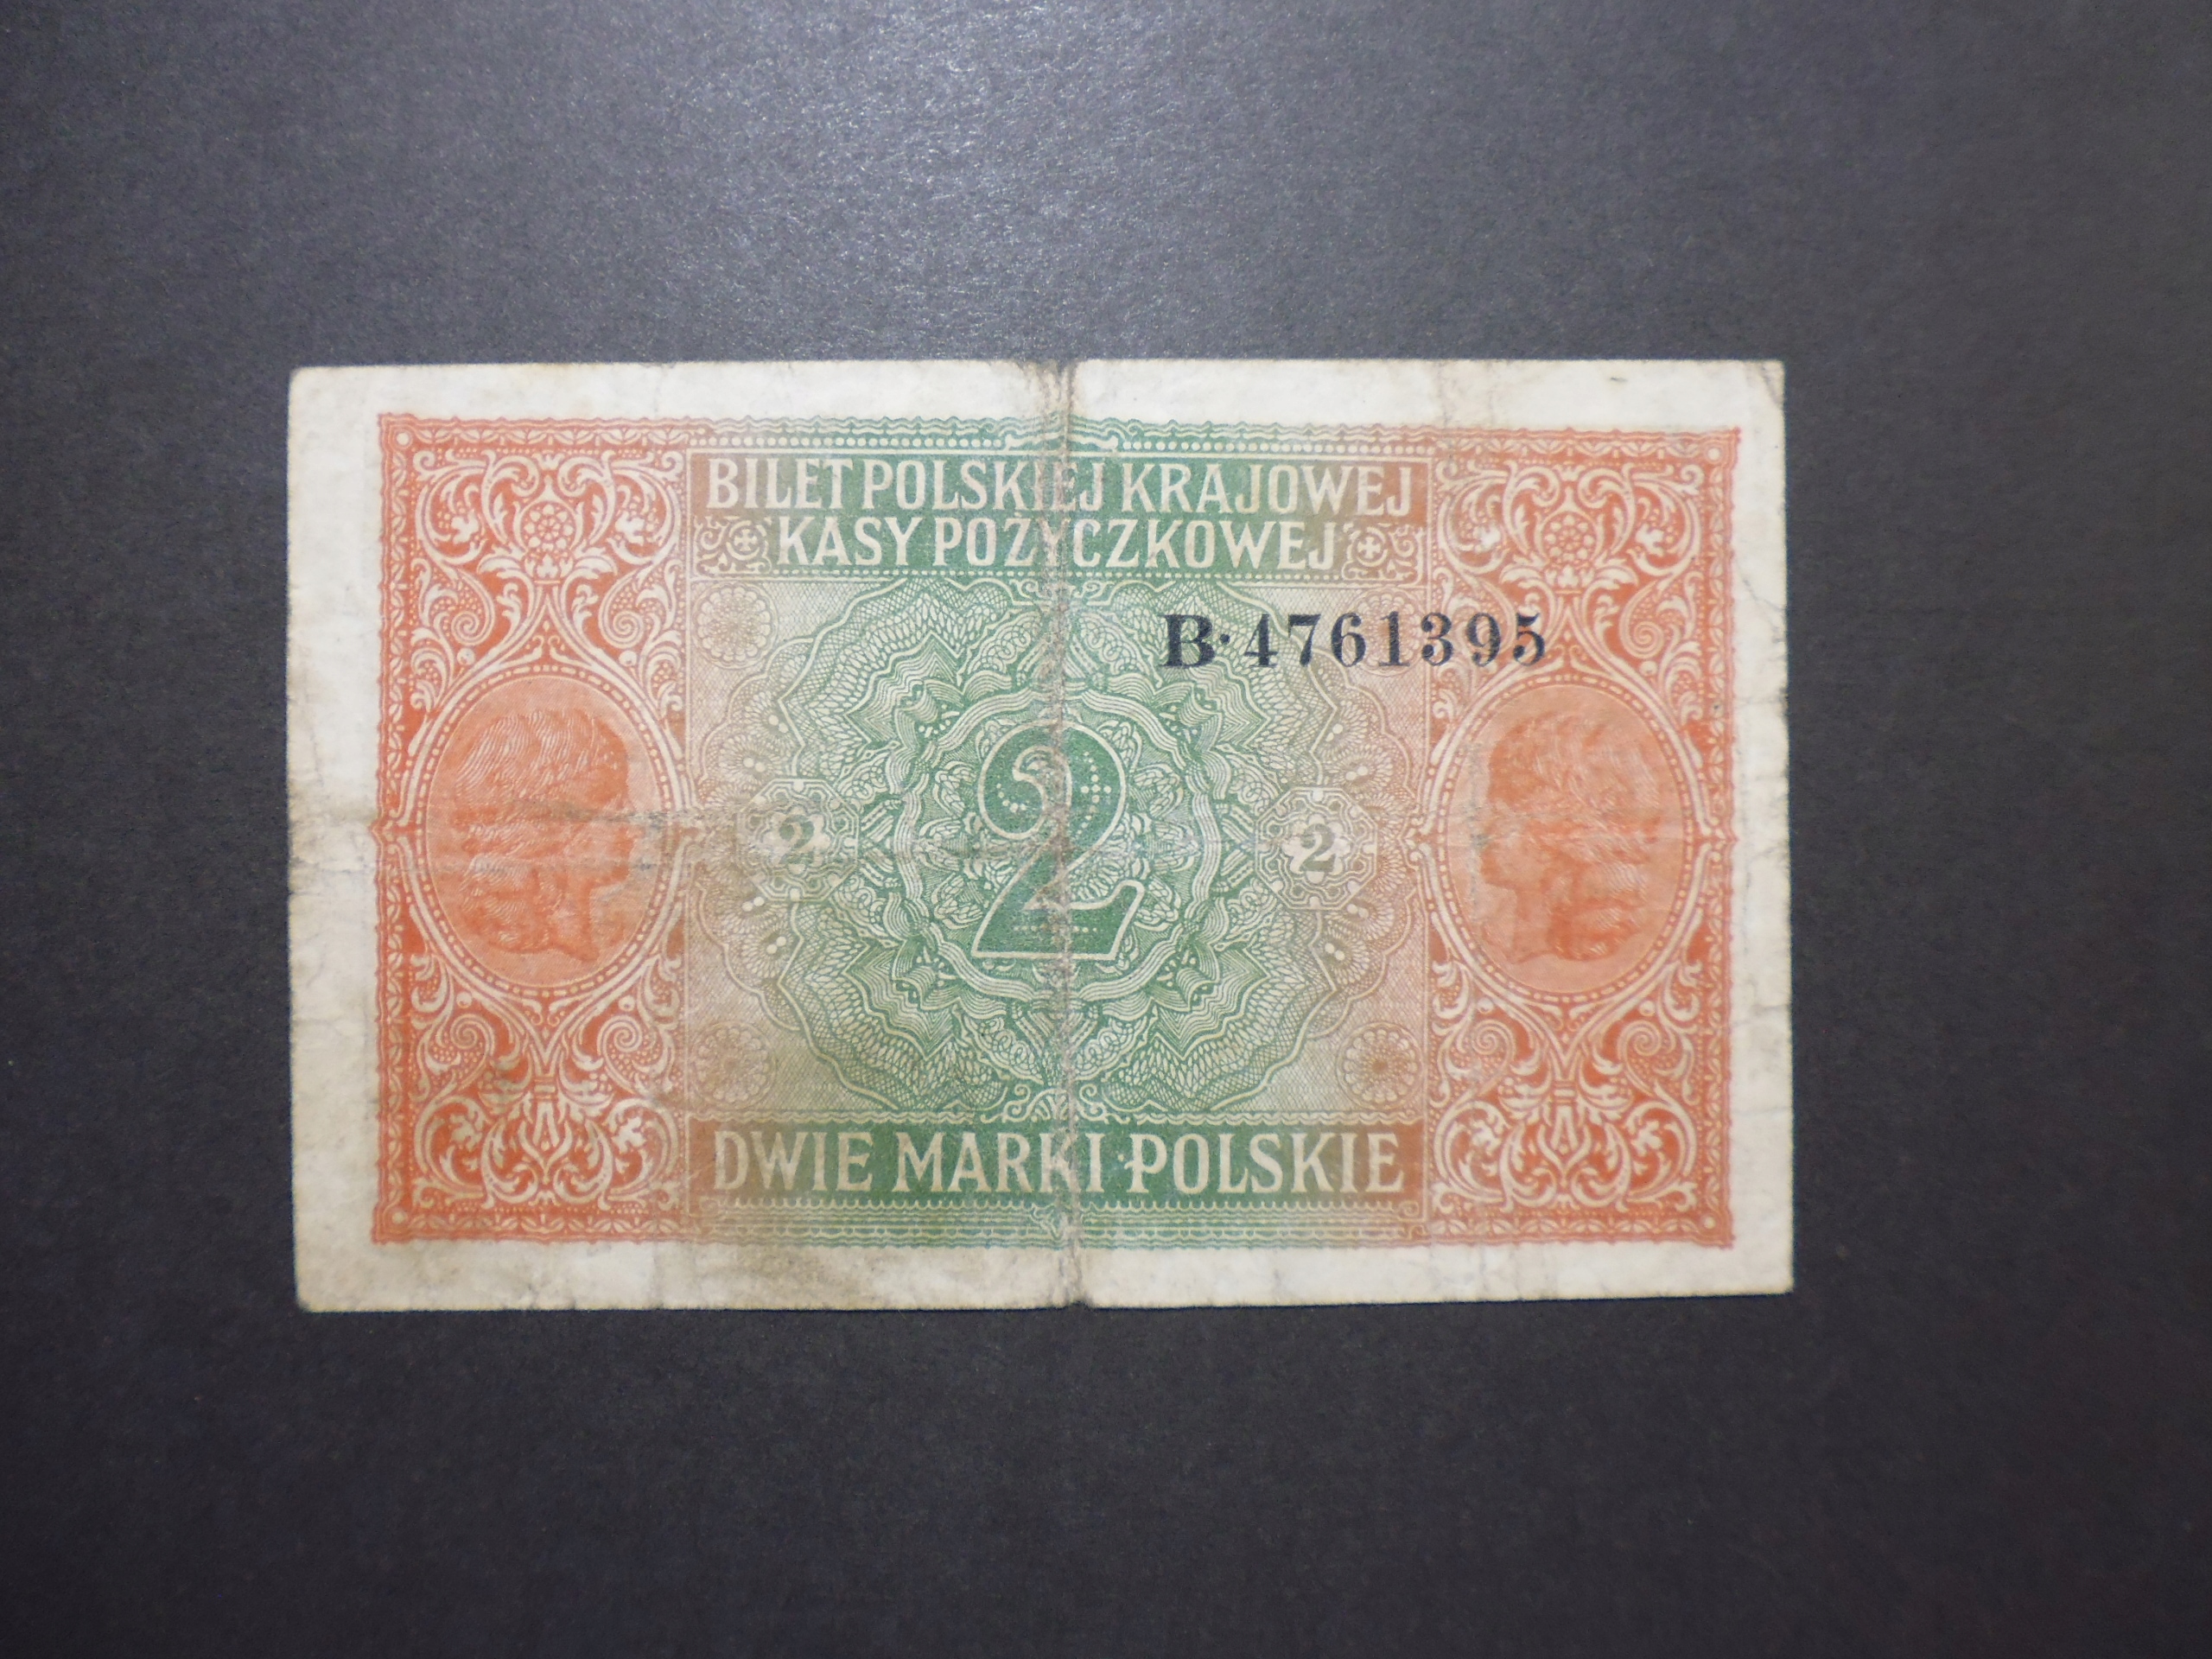 BILET POLSKIEJ KRAJOWEJ
KASY POŻYCZKOWEJ
B·4761395
2
2
2
DWIE MARKI POLSKIE